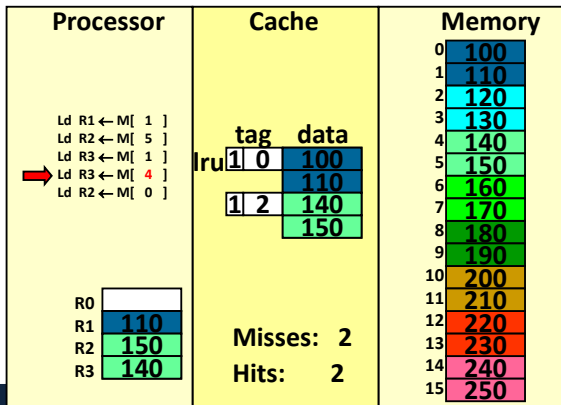 Processor
Ld R1 ← M[ 1 ]
Ld R2 ← M[ 5 ]
Ld R3 ← M[ 1 ]
Ld R3 ← M[ 4 ]
Ld R2 ← M[ 0 ]
R0
R1 110
R2 150
R3 140
Cache
tag data
lru 1 0 100
110
1 2 140
150
Misses: 2
Hits: 2
Memory
0 100
1 110
2 120
3 130
4 140
5 150
6 160
7 170
8 180
9 190
10 200
11 210
12 220
13 230
14 240
15 250